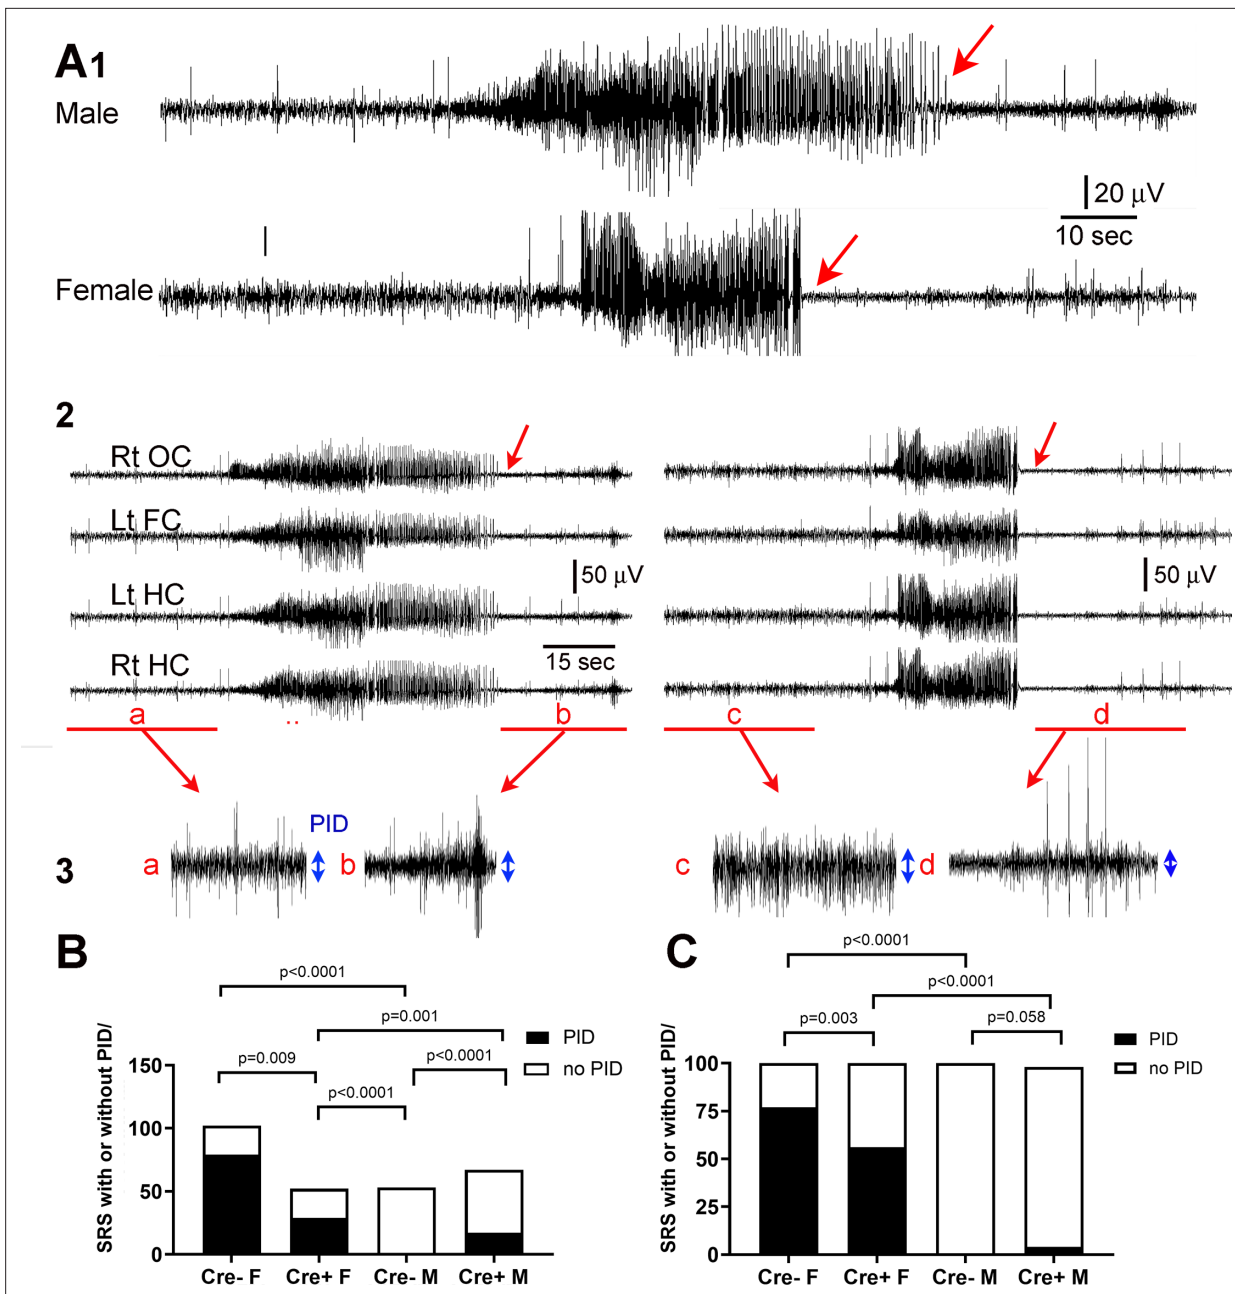 A1
Male
20 μV
10 sec
Female
2
Rt OC
Lt FC
50 μV
50 μV
Lt HC
15 sec
Rt HC
a
..
b
c
d
PID
3
a
b
c
d
B
C
p<0.0001
p<0.0001
p=0.001
p<0.0001
p=0.009
p<0.0001
p=0.003
p=0.058
p<0.0001
PID
no PID
PID
no PID
SRS with or without PID/
150
100
50
0
Cre- F
Cre+ F
Cre- M
Cre+ M
SRS with or without PID/
100
75
50
25
0
Cre- F
Cre+ F
Cre- M
Cre+ M